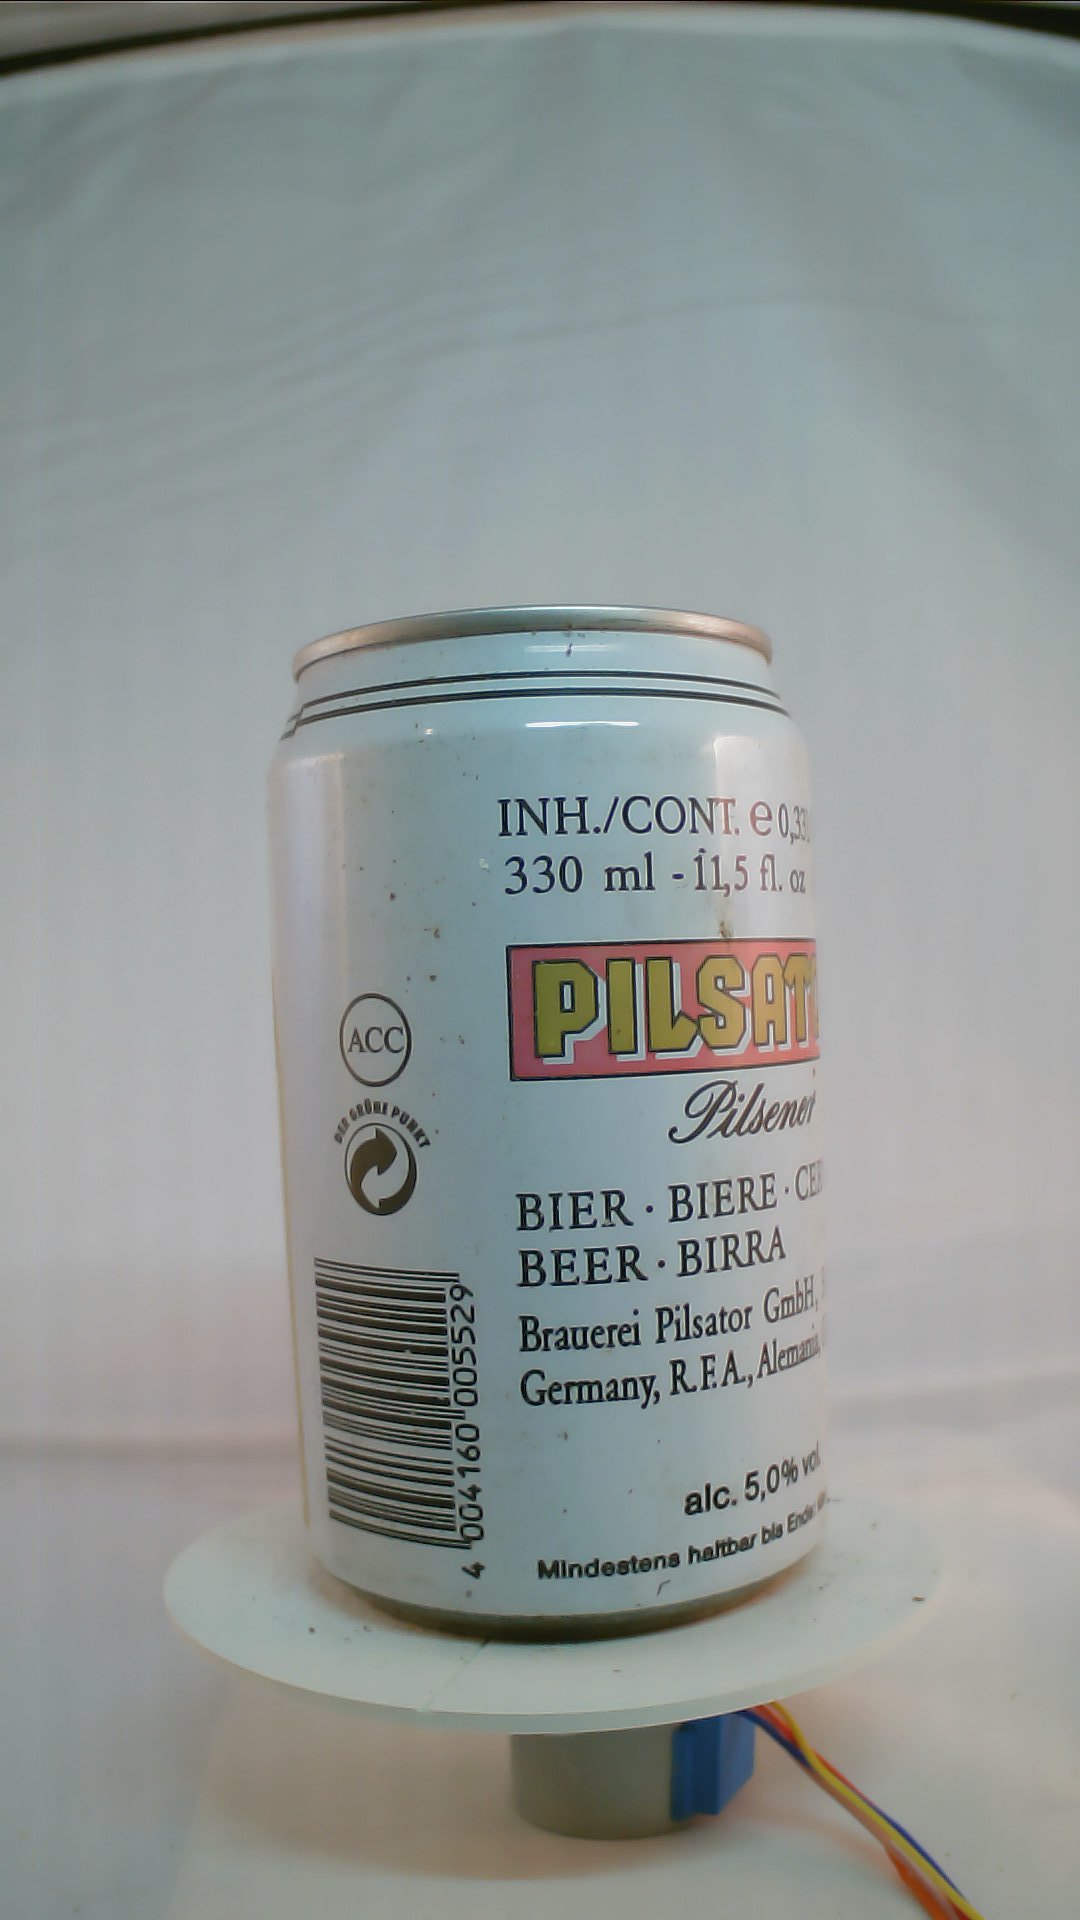 INH./CONT. e 0,33
330 ml - 11,5 fl. oz
PILSAT
Pilsener
BIER · BIERE ·
BEER · BIRRA
Brauerei Pilsator GmbH,
Germany, R.F.A., Alemania,
alc. 5,0% vol.
Mindestens haltbar bis Ende:
ACC
DER GRÜNE PUNKT
4 004160 005529